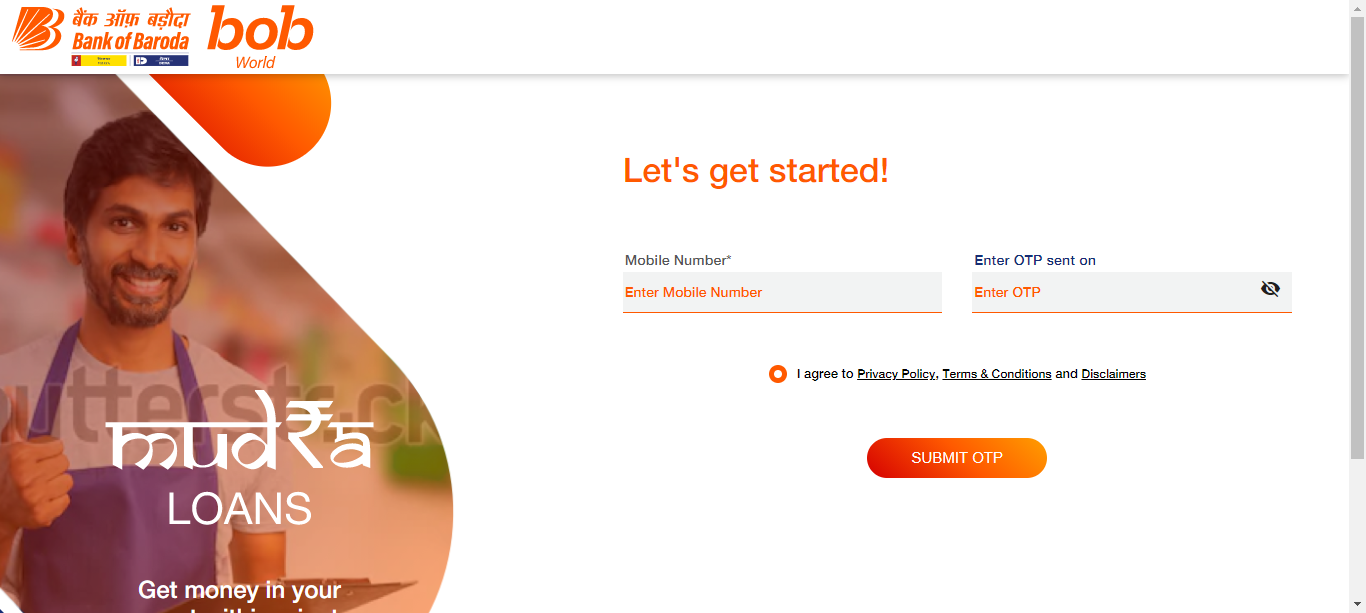 बैंक ऑफ़ बड़ौदा
Bank of Baroda
bob
World
Let's get started!
Mobile Number*
Enter OTP sent on
Enter Mobile Number
Enter OTP
I agree to Privacy Policy, Terms & Conditions and Disclaimers
SUBMIT OTP
mudra
LOANS
Get money in your